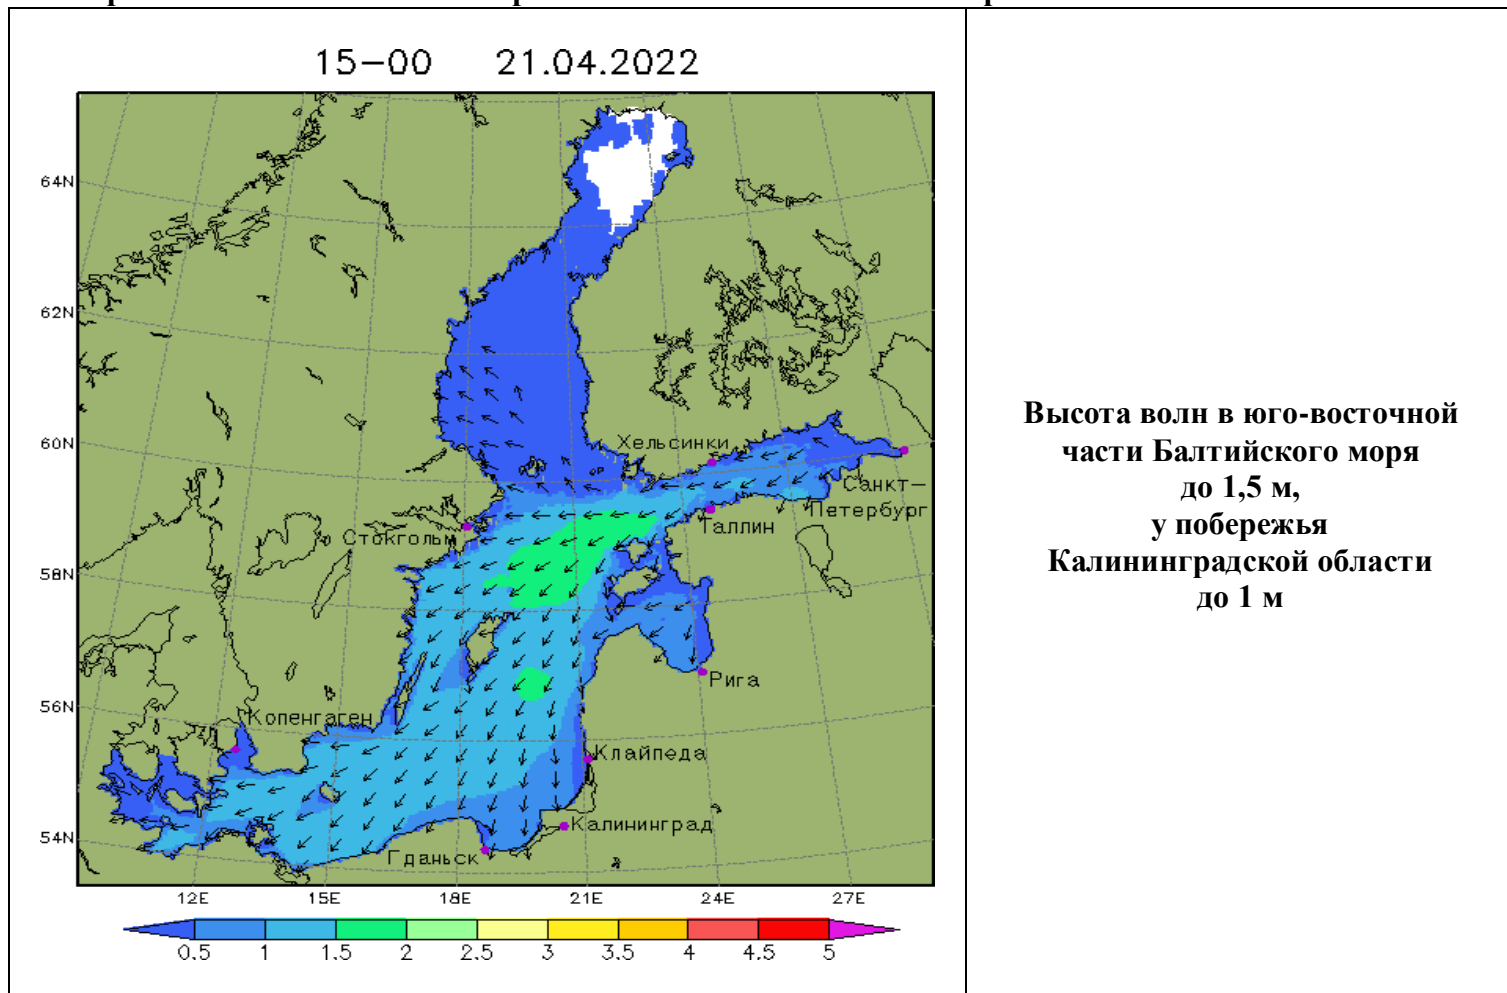 15-00 21.04.2022
64N
62N
60N
58N
56N
54N
Хельсинки
Санкт-
Петербург
Таллин
Стокгольм
Рига
Копенгаген
Клайпеда
Калининград
Гданьск
12E 15E 18E 21E 24E 27E
0.5 1 1.5 2 2.5 3 3.5 4 4.5 5
Высота волн в юго-восточной
части Балтийского моря
до 1,5 м,
у побережья
Калининградской области
до 1 м